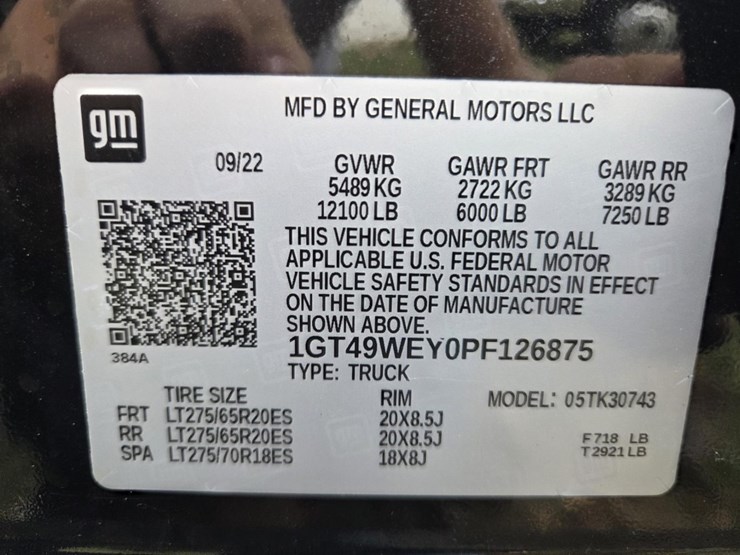 gm
MFD BY GENERAL MOTORS LLC
09/22 GVWR GAWR FRT GAWR RR
5489 KG 2722 KG 3289 KG
12100 LB 6000 LB 7250 LB
THIS VEHICLE CONFORMS TO ALL
APPLICABLE U.S. FEDERAL MOTOR
VEHICLE SAFETY STANDARDS IN EFFECT
ON THE DATE OF MANUFACTURE
SHOWN ABOVE.
384A
1GT49WEY0PF126875
TYPE: TRUCK
TIRE SIZE RIM MODEL: 05TK30743
FRT LT275/65R20ES 20X8.5J
RR LT275/65R20ES 20X8.5J F 718 LB
SPA LT275/70R18ES 18X8J T 2921 LB